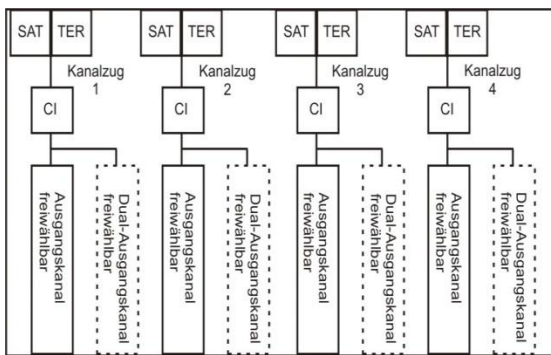 SAT TER SAT TER SAT TER SAT TER
Kanalzug
1
Kanalzug
2
Kanalzug
3
Kanalzug
4
CI CI CI CI
Ausgangskanal
freiwählbar
Dual-Ausgangskanal
freiwählbar
Ausgangskanal
freiwählbar
Dual-Ausgangskanal
freiwählbar
Ausgangskanal
freiwählbar
Dual-Ausgangskanal
freiwählbar
Ausgangskanal
freiwählbar
Dual-Ausgangskanal
freiwählbar